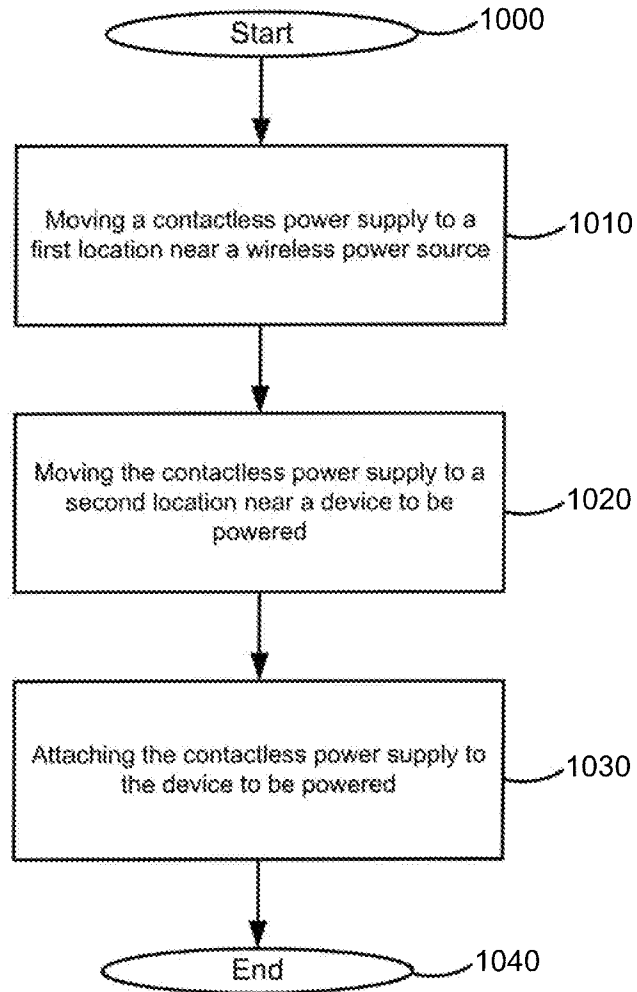 Start
1000
Moving a contactless power supply to a
first location near a wireless power source
1010
Moving the contactless power supply to a
second location near a device to be
powered
1020
Attaching the contactless power supply to
the device to be powered
1030
End
1040